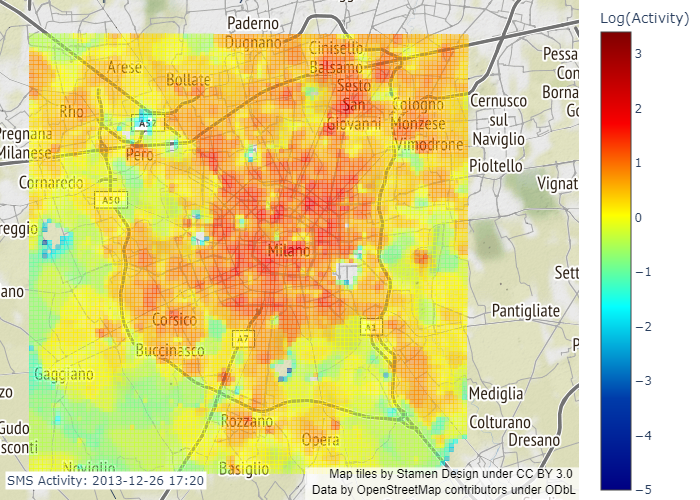 Log(Activity)
Paderno
Dugnano
Cinisello
Balsamo
Arese
Bollate
Sesto
San
Giovanni
Pessa
Con
Borna
Go
Rho
A52
Cologno
Monzese
Cernusco
sul
Naviglio
Pregnana
Milanese
Pero
Vimodrone
Pioltello
Cornaredo
A50
Vignat
reggio
Milano
Sett
ano
Corsico
A7
A1
Pantigliate
P
Buccinasco
Gaggiano
zo
Mediglia
Rozzano
Colturano
Gudo
sconti
Opera
Dresano
Noviglio
Basiglio
SMS Activity: 2013-12-26 17:20
Map tiles by Stamen Design under CC BY 3.0
Data by OpenStreetMap contributors under ODbL
3
2
1
0
−1
−2
−3
−4
−5